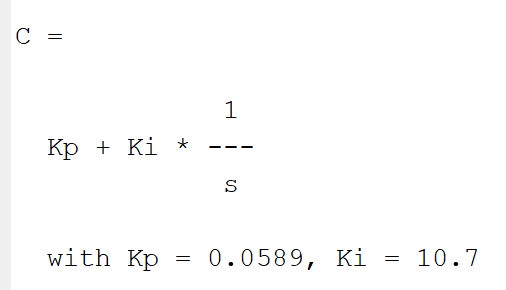 C =
1
Kp + Ki * ---
s
with Kp = 0.0589, Ki = 10.7